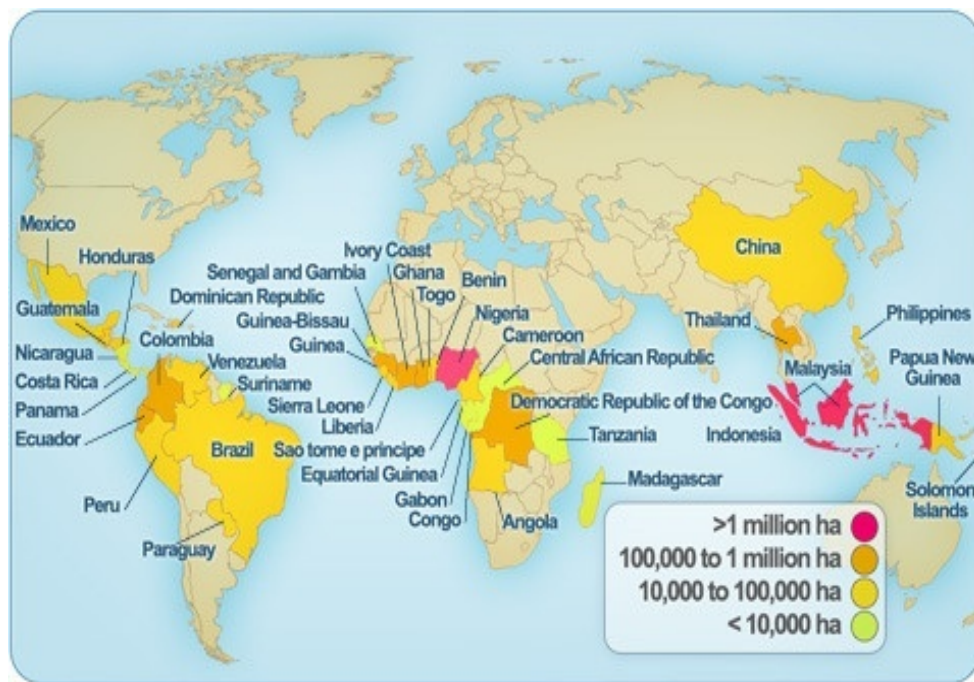 Mexico
Honduras
Guatemala
Dominican Republic
Nicaragua
Colombia
Costa Rica
Venezuela
Panama
Suriname
Ecuador
Brazil
Peru
Paraguay
Ivory Coast
Senegal and Gambia
Ghana
Benin
Togo
Guinea-Bissau
Nigeria
Guinea
Cameroon
Central African Republic
Sierra Leone
Democratic Republic of the Congo
Liberia
Tanzania
Sao tome e principe
Equatorial Guinea
Gabon
Congo
Angola
Madagascar
China
Thailand
Philippines
Malaysia
Papua New
Guinea
Indonesia
Solomon
Islands
>1 million ha
100,000 to 1 million ha
10,000 to 100,000 ha
< 10,000 ha